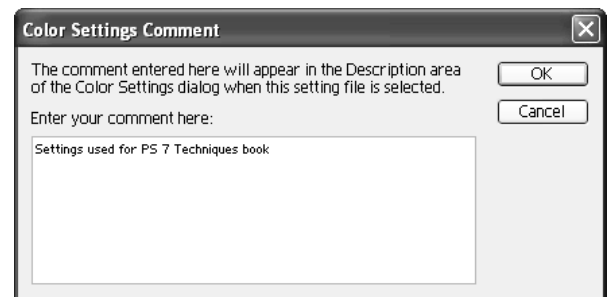 Color Settings Comment
The comment entered here will appear in the Description area
of the Color Settings dialog when this setting file is selected.
OK
Cancel
Enter your comment here:
Settings used for PS 7 Techniques book